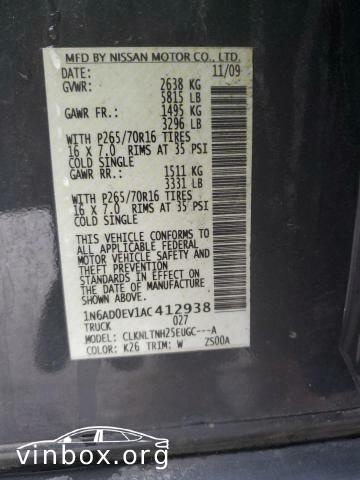 MFD BY NISSAN MOTOR CO., LTD.
DATE: 11/09
GVWR: 2638 KG
5815 LB
GAWR FR.: 1495 KG
3296 LB
WITH P265/70R16 TIRES
16 X 7.0 RIMS AT 35 PSI
COLD SINGLE
GAWR RR.: 1511 KG
3331 LB
WITH P265/70R16 TIRES
16 X 7.0 RIMS AT 35 PSI
COLD SINGLE
THIS VEHICLE CONFORMS TO
ALL APPLICABLE FEDERAL
MOTOR VEHICLE SAFETY AND
THEFT PREVENTION
STANDARDS IN EFFECT ON
THE DATE OF MANUFACTURE
SHOWN ABOVE.
1N6AD0EV1AC412938
TRUCK 027
MODEL: CLKNLTNH25EUGC---A
COLOR: K26 TRIM: W ZS00A
vinbox.org